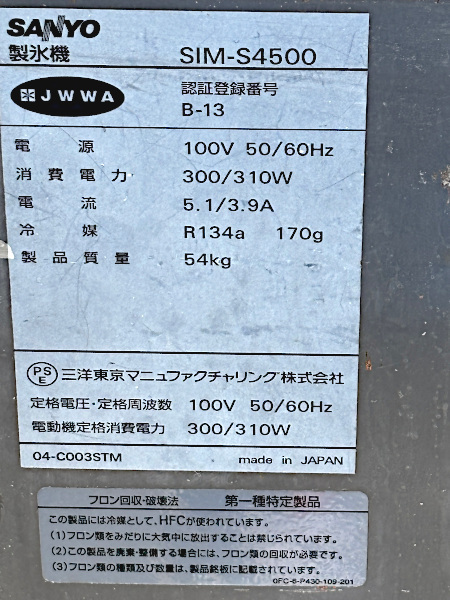 SANYO
製氷機 SIM-S4500
JWWA 認証登録番号
B-13
電源 100V 50/60Hz
消費電力 300/310W
電流 5.1/3.9A
冷媒 R134a 170g
製品質量 54kg
PSE 三洋東京マニュファクチャリング株式会社
定格電圧・定格周波数 100V 50/60Hz
電動機定格消費電力 300/310W
04-C003STM made in JAPAN
フロン回収・破壊法 第一種特定製品
この製品には冷媒として、HFCが使われています。
(1)フロン類をみだりに大気中に放出することは禁じられています。
(2)この製品を廃棄・整備する場合には、フロン類の回収が必要です。
(3)フロン類の種類及び数量は、製品銘板に記載されています。
0FC-6-P430-109-201